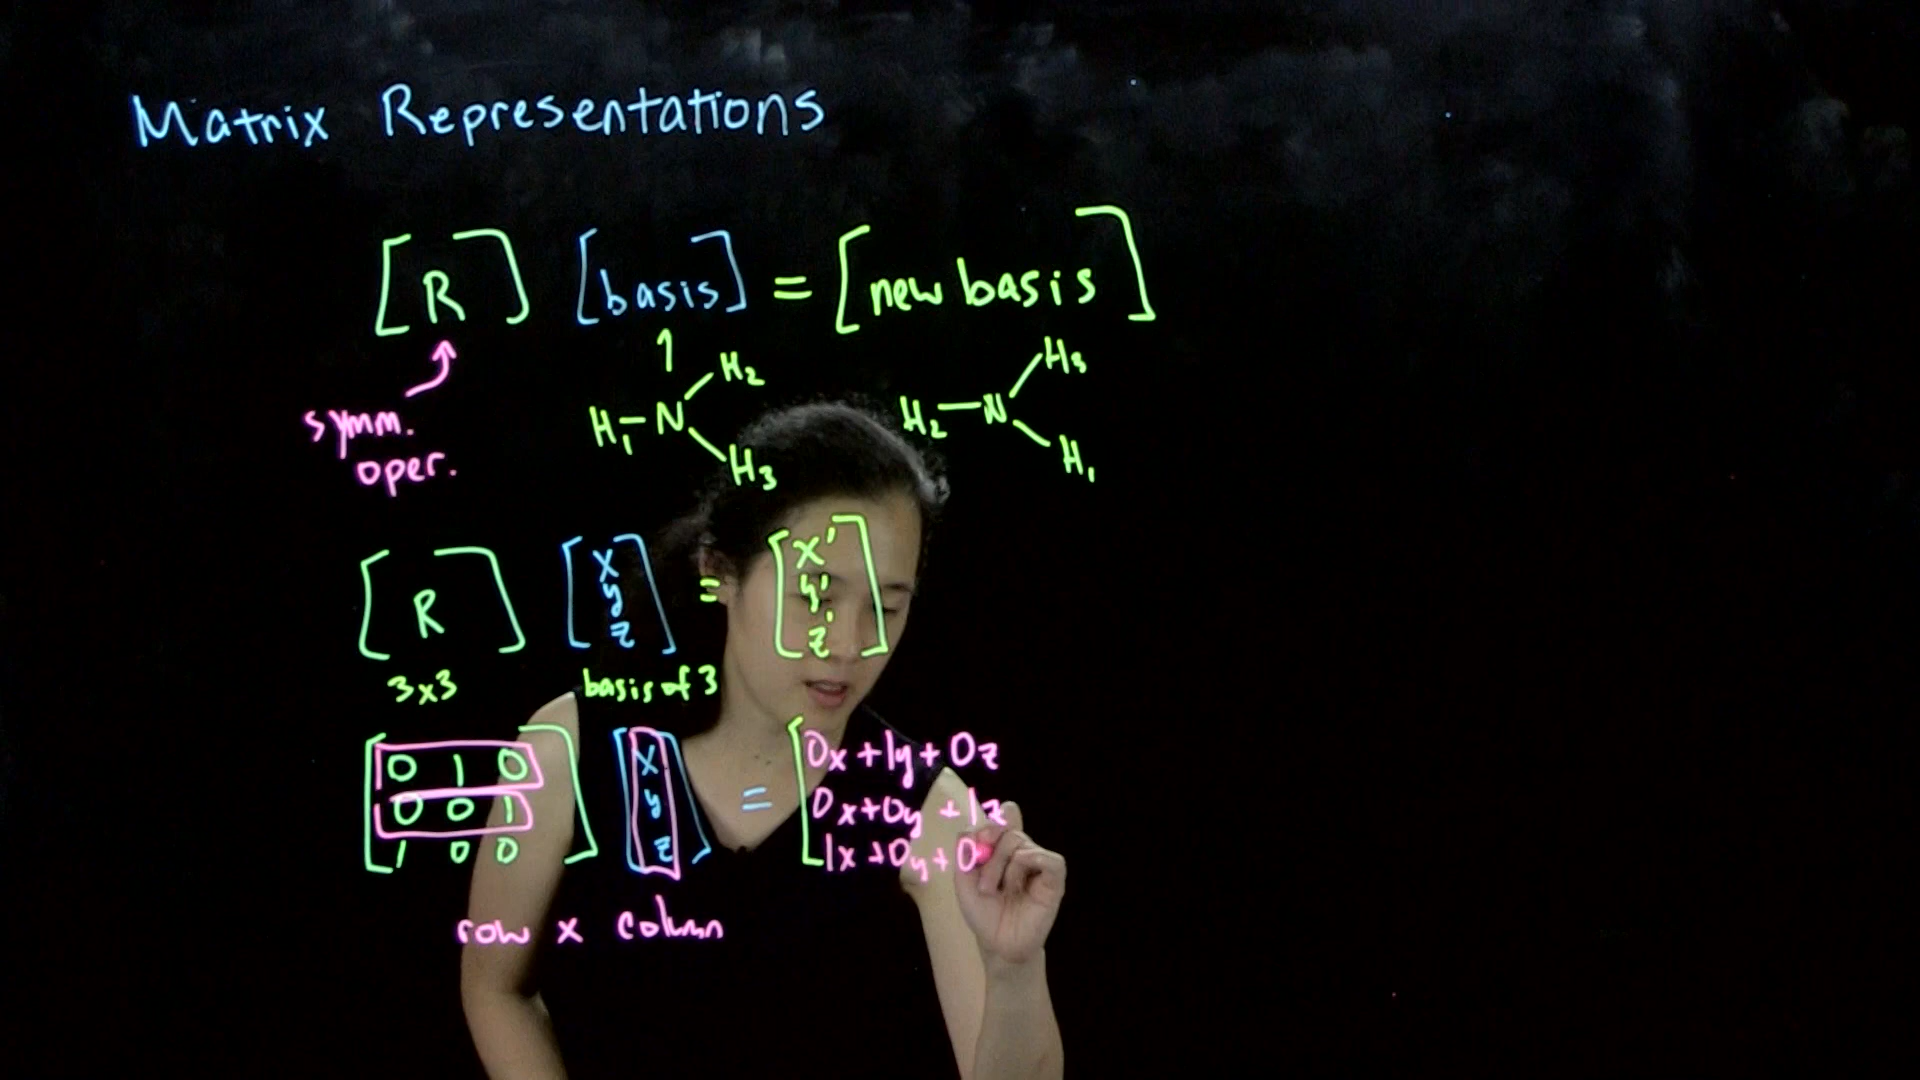 Matrix Representations
[R] [basis] = [new basis]
symm.
oper.
H₁–N
H₂
H₃
H₂–N
H₃
H₁
[R] [x y z] = [x' y' z']
3x3
basis of 3
0 1 0
0 0 1
1 0 0
x
y
z
=
0x+1y+0z
0x+0y+1z
1x+0y+0
row x column